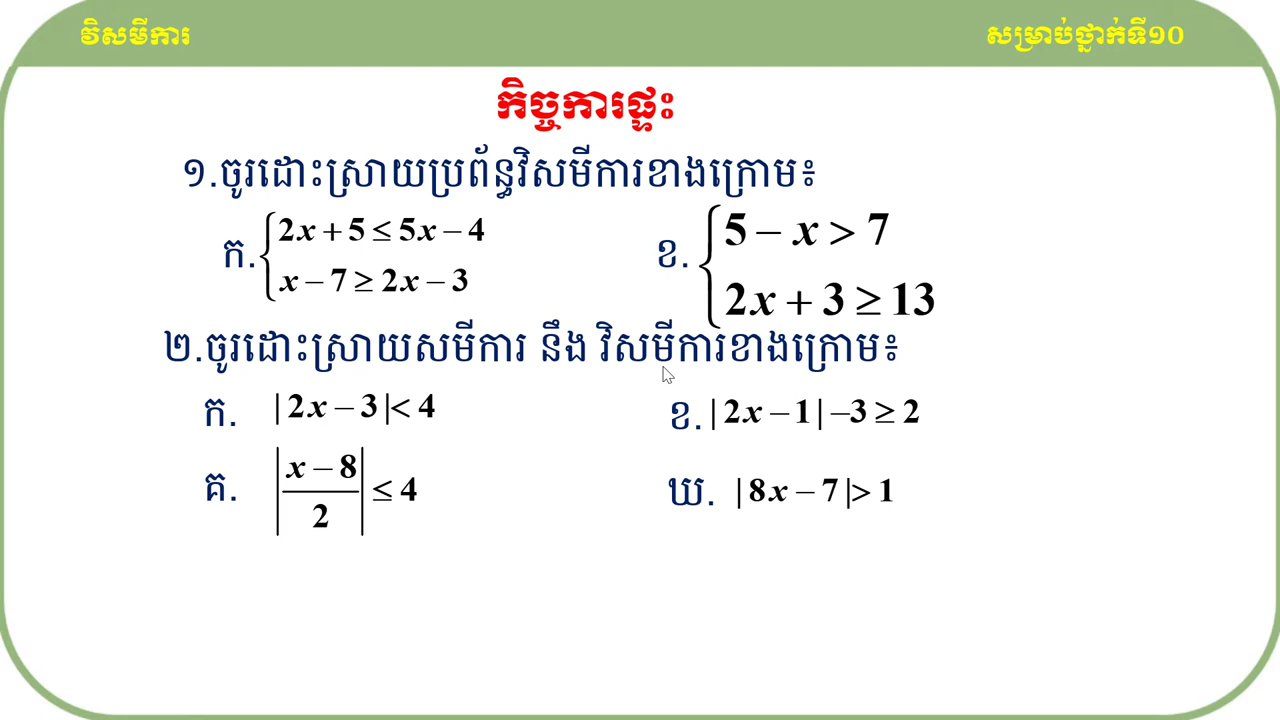 វិសមីការ
សម្រាប់ថ្នាក់ទី១០
កិច្ចការផ្ទះ
១.ចូរដោះស្រាយប្រព័ន្ធវិសមីការខាងក្រោម៖
ក. { 2x + 5 ≤ 5x − 4
x − 7 ≥ 2x − 3
ខ. { 5 − x > 7
2x + 3 ≥ 13
២.ចូរដោះស្រាយសមីការ នឹង វិសមីការខាងក្រោម៖
ក. |2x − 3|< 4
ខ. |2x − 1| −3 ≥ 2
គ. |(x − 8)/2| ≤ 4
ឃ. |8x − 7|> 1